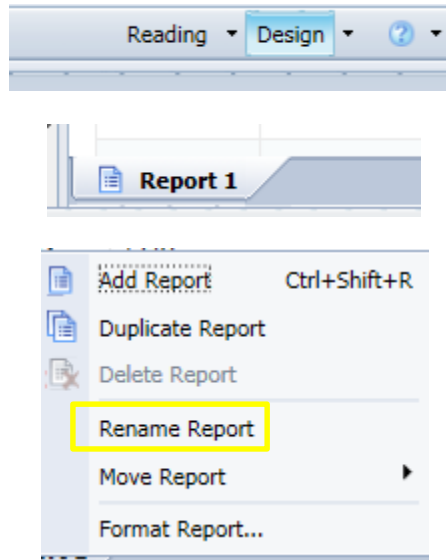 Reading Design ?
Report 1
Add Report Ctrl+Shift+R
Duplicate Report
Delete Report
Rename Report
Move Report
Format Report...